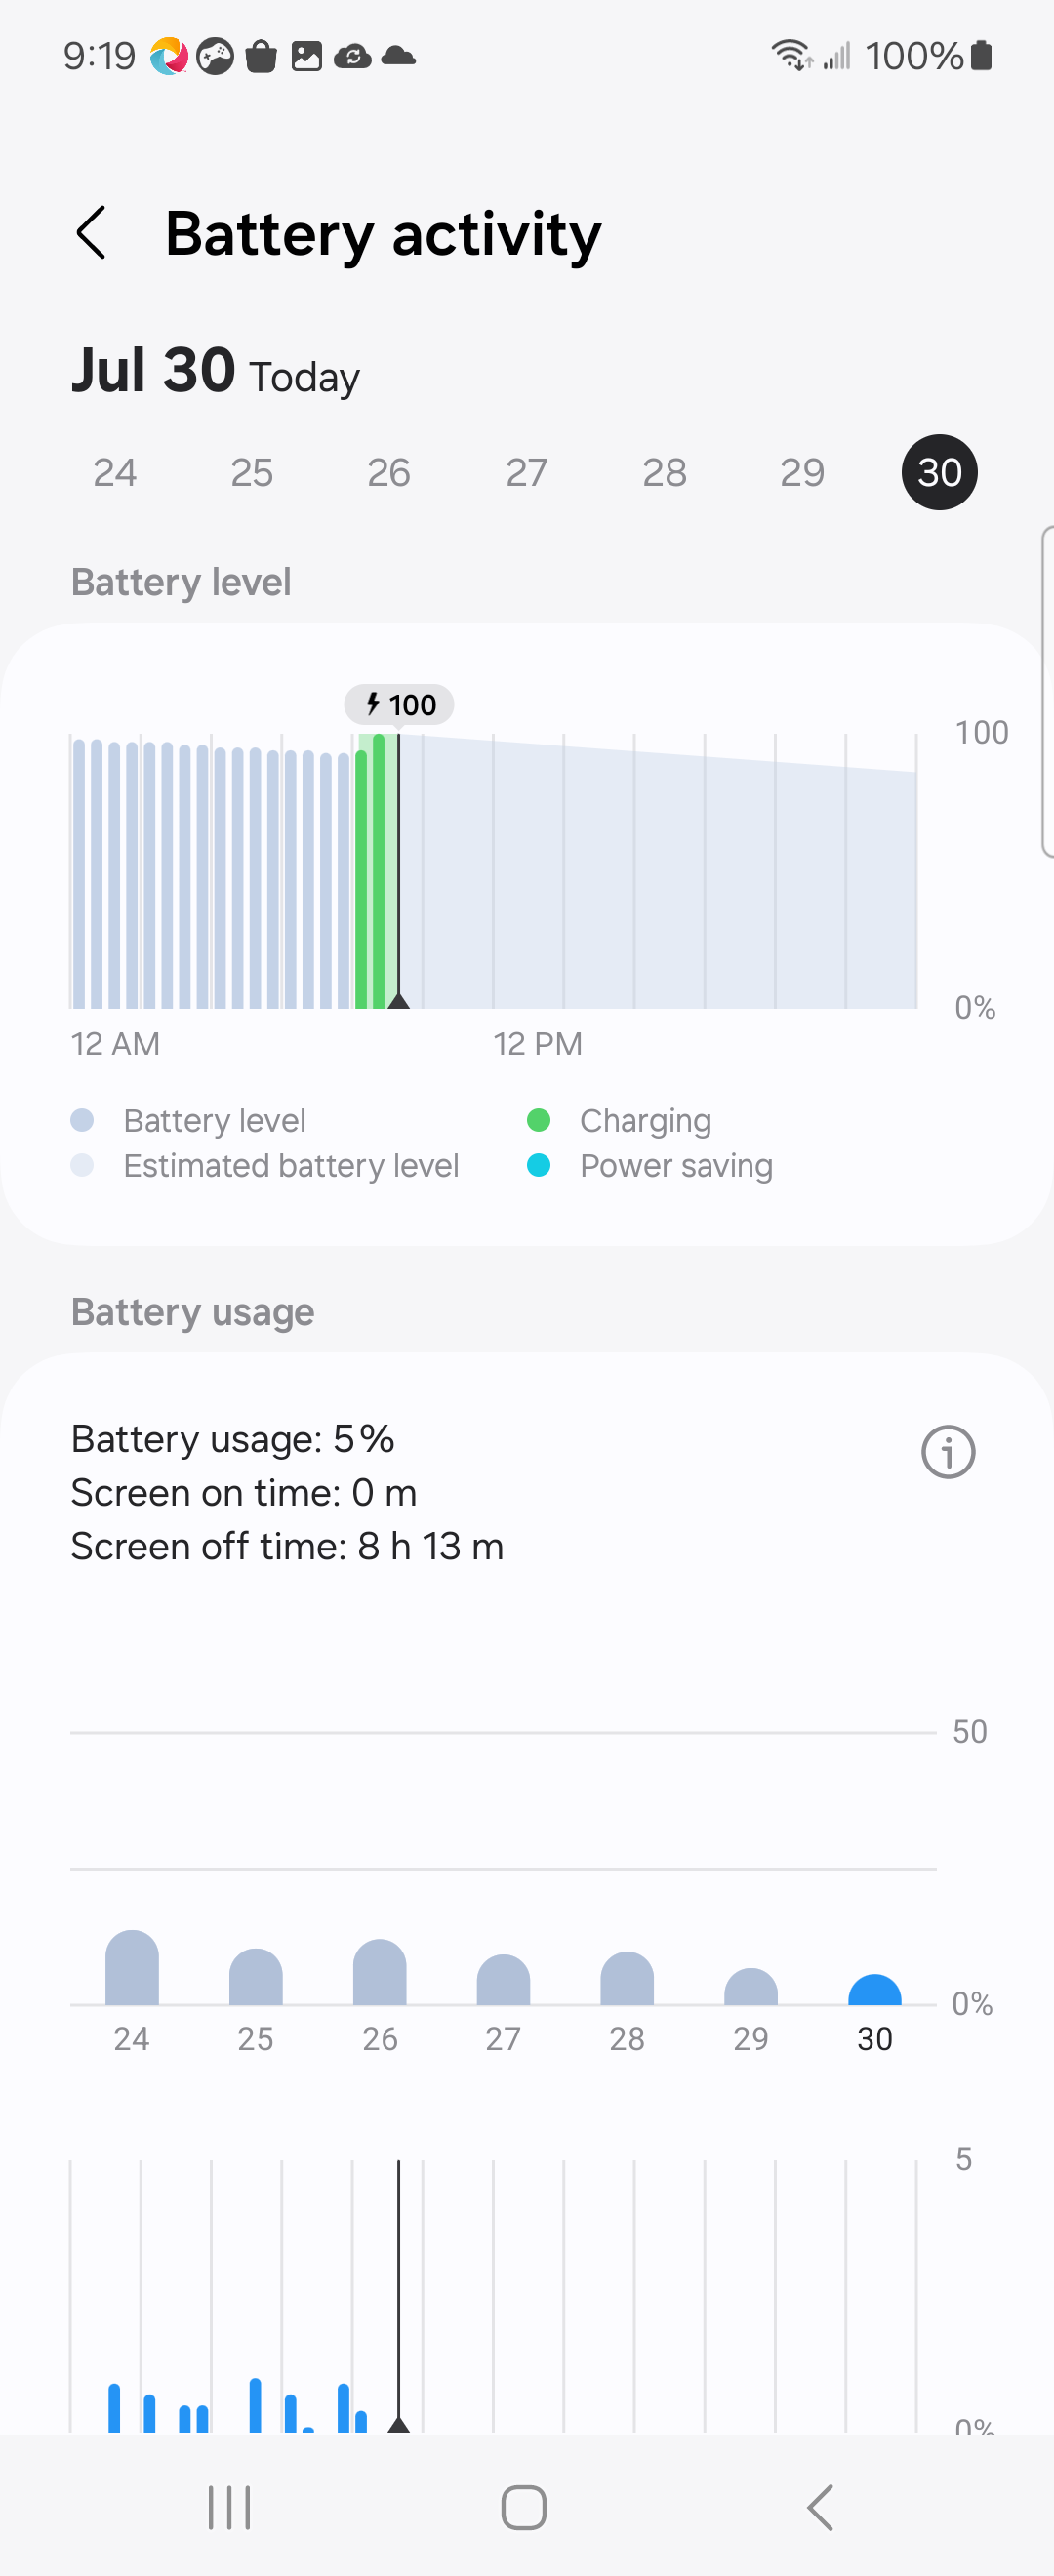 9:19 100%
Battery activity
Jul 30 Today
24 25 26 27 28 29 30
Battery level
100
100
0%
12 AM 12 PM
Battery level Charging
Estimated battery level Power saving
Battery usage
Battery usage: 5%
Screen on time: 0 m
Screen off time: 8 h 13 m
50
0%
24 25 26 27 28 29 30
5
0%